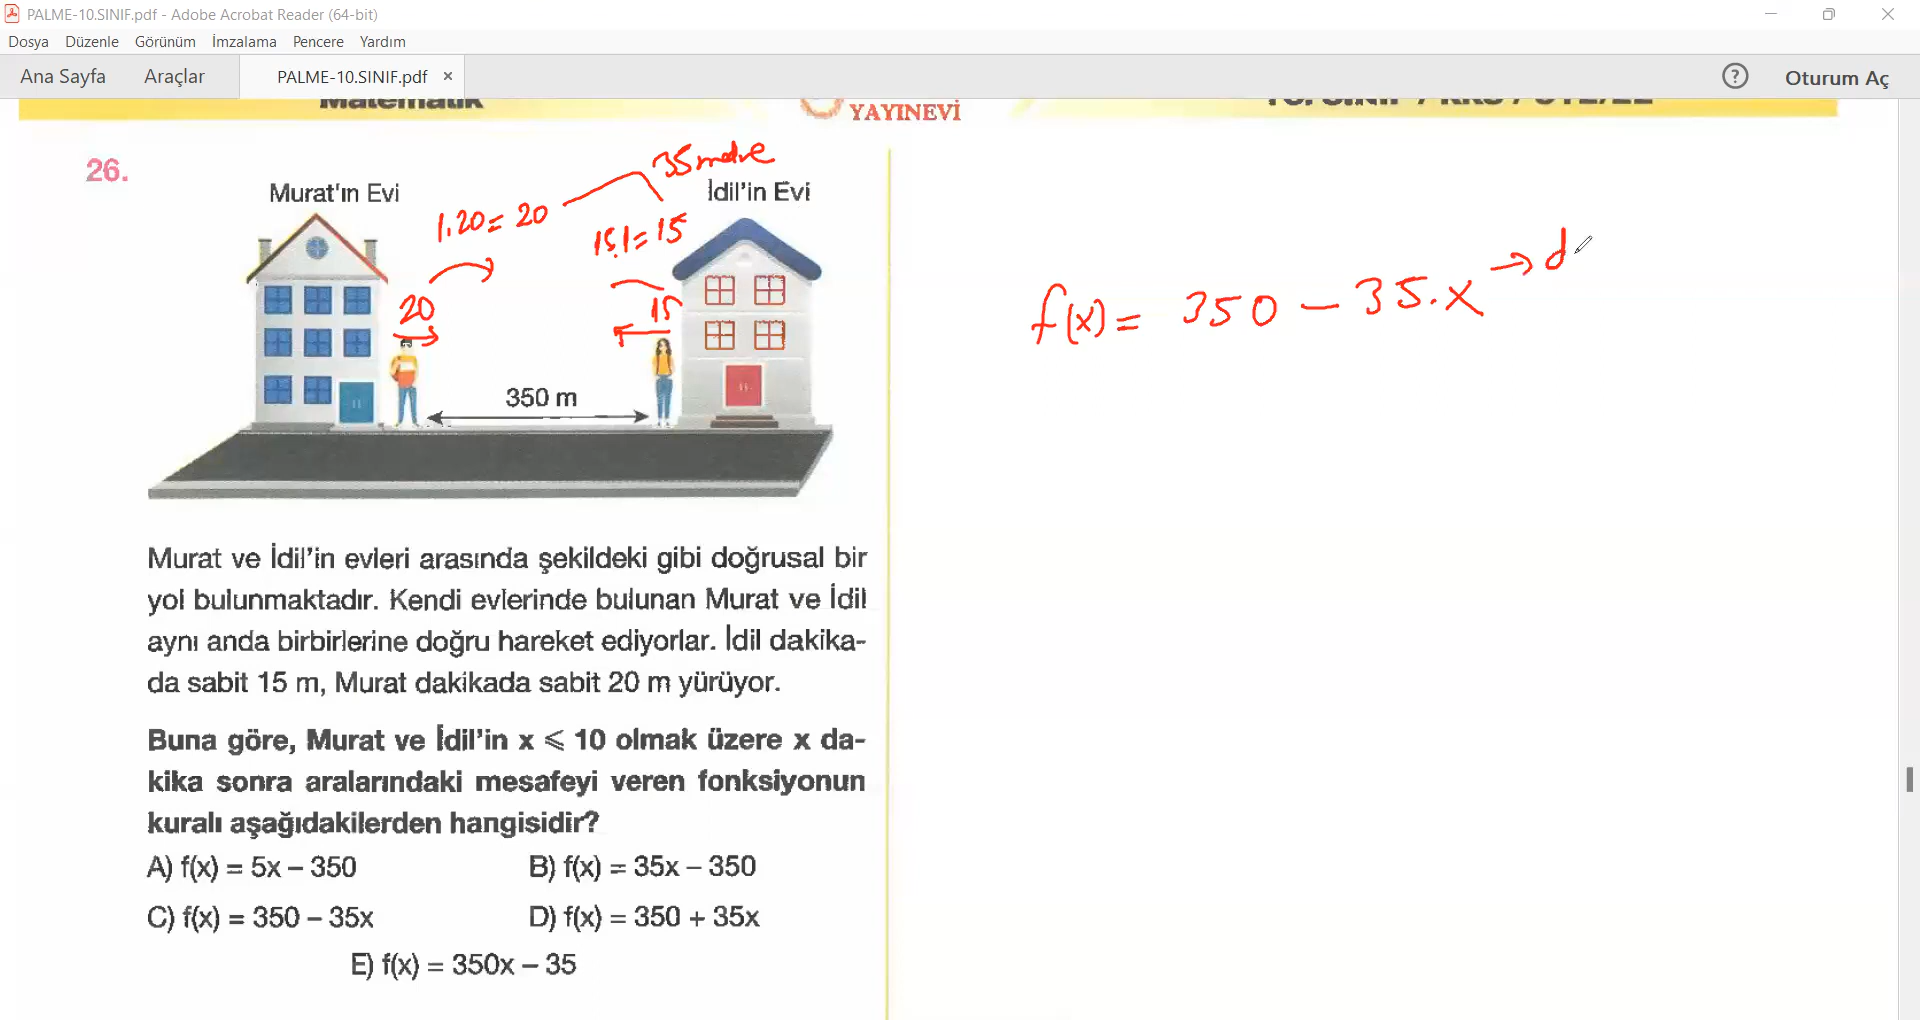 PALME-10.SINIF.pdf - Adobe Acrobat Reader (64-bit)
Dosya Düzenle Görünüm İmzalama Pencere Yardım
Ana Sayfa Araçlar PALME-10.SINIF.pdf × ? Oturum Aç
Matematik
YAYINEVİ
26.
35 metre
Murat'ın Evi
İdil'in Evi
1.20 = 20
15.1 = 15
20
15
350 m
f(x) = 350 - 35.x → d
Murat ve İdil'in evleri arasında şekildeki gibi doğrusal bir
yol bulunmaktadır. Kendi evlerinde bulunan Murat ve İdil
aynı anda birbirlerine doğru hareket ediyorlar. İdil dakika-
da sabit 15 m, Murat dakikada sabit 20 m yürüyor.
Buna göre, Murat ve İdil'in x ⩽ 10 olmak üzere x da-
kika sonra aralarındaki mesafeyi veren fonksiyonun
kuralı aşağıdakilerden hangisidir?
A) f(x) = 5x – 350 B) f(x) = 35x – 350
C) f(x) = 350 – 35x D) f(x) = 350 + 35x
E) f(x) = 350x – 35